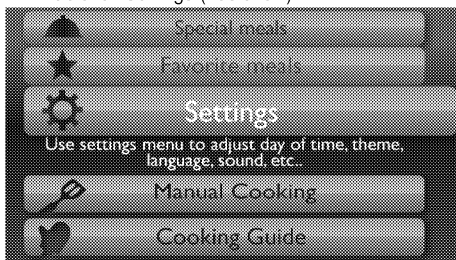 Special meals
Favorite meals
Settings
Use settings menu to adjust day of time, theme,
language, sound, etc..
Manual Cooking
Cooking Guide